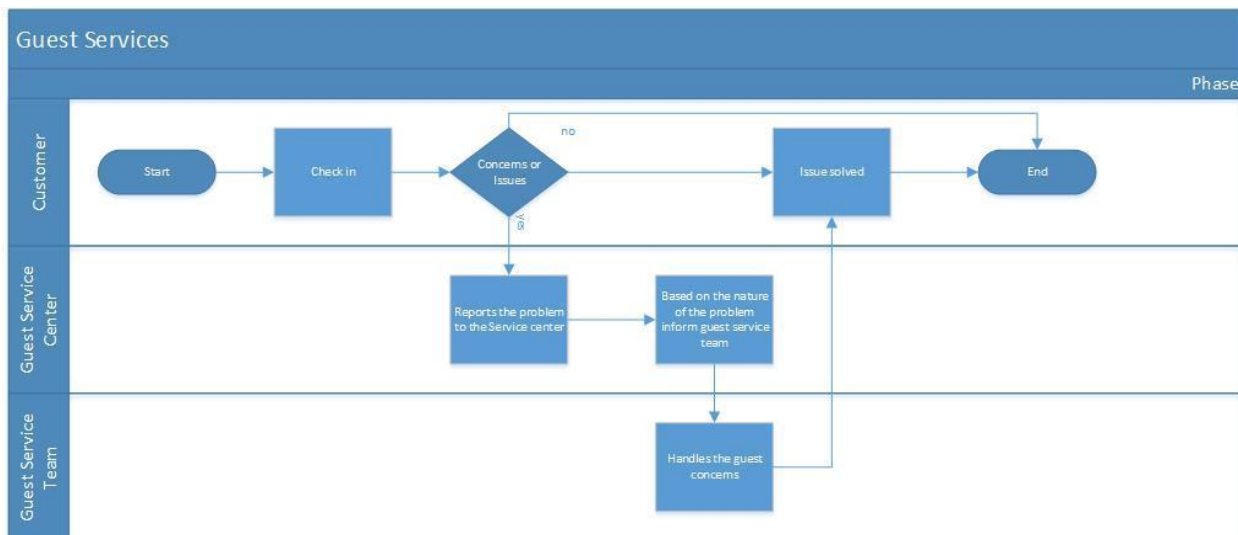 Guest Services
Phase
Customer
Start
Check in
Concerns or
Issues
no
yes
Issue solved
End
Guest Service
Center
Reports the problem
to the Service center
Based on the nature
of the problem
inform guest service
team
Guest Service
Team
Handles the guest
concerns